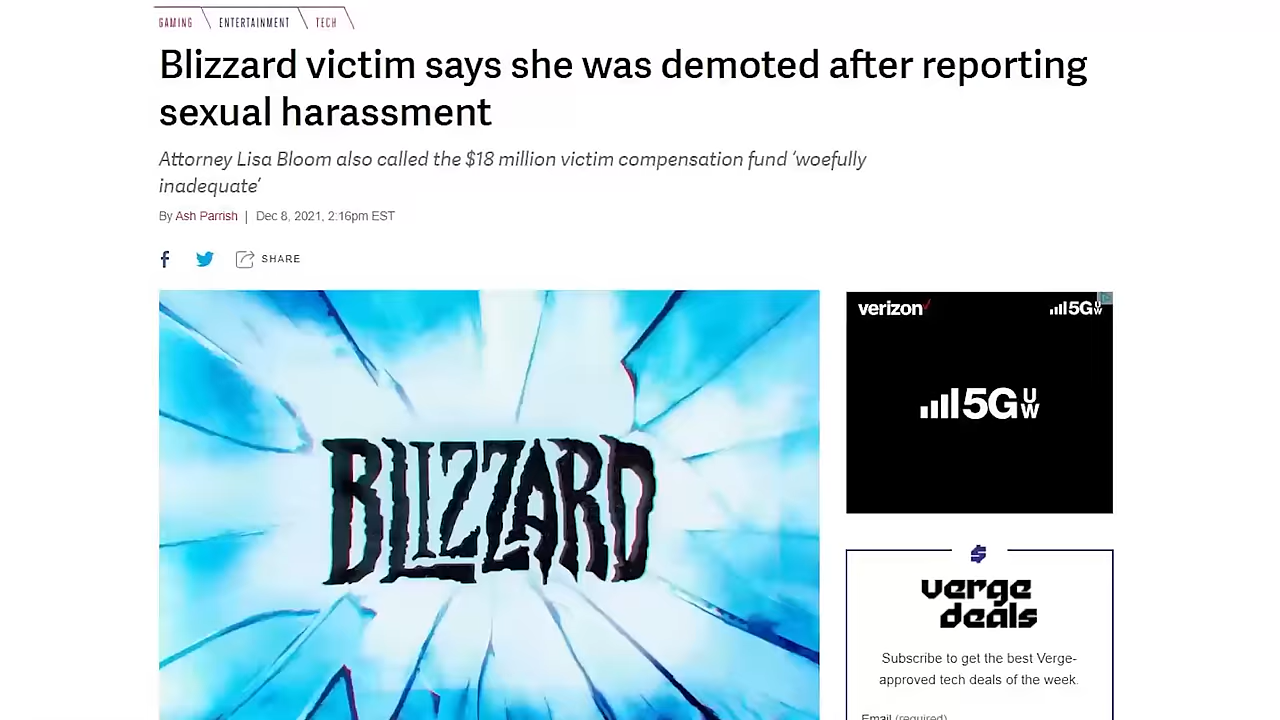 GAMING ENTERTAINMENT TECH
Blizzard victim says she was demoted after reporting
sexual harassment
Attorney Lisa Bloom also called the $18 million victim compensation fund ‘woefully
inadequate’
By Ash Parrish | Dec 8, 2021, 2:16pm EST
SHARE
BLIZZARD
verizon
5G UW
5G UW
$
verge
deals
Subscribe to get the best Verge-
approved tech deals of the week.
Email (required)